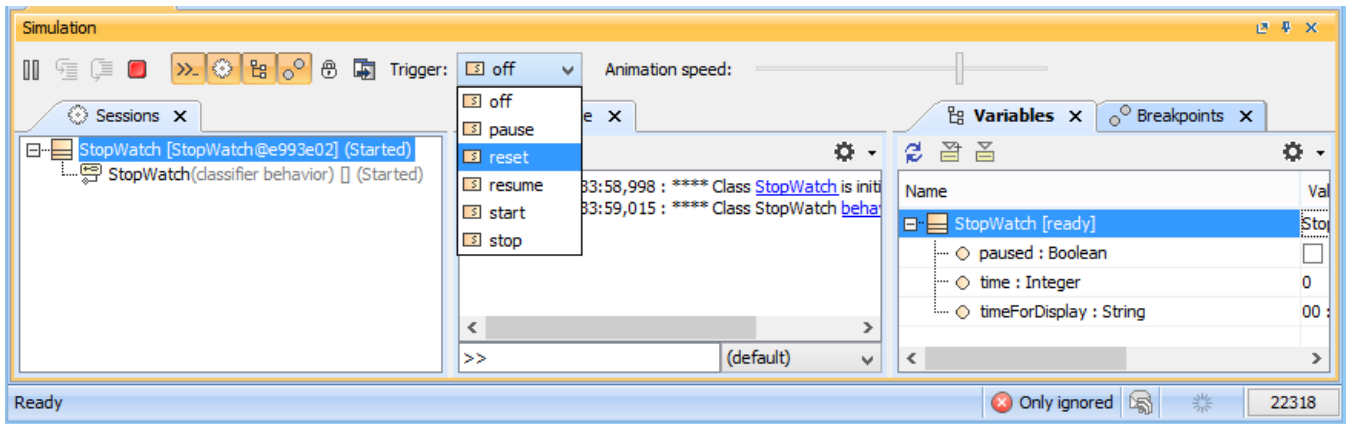 Simulation
Trigger: off
Animation speed:
off
pause
reset
resume
start
stop
Sessions
StopWatch [StopWatch@e993e02] (Started)
StopWatch(classifier behavior) [] (Started)
e
33:58,998 : **** Class StopWatch is initi
33:59,015 : **** Class StopWatch behav
>>
(default)
Variables
Breakpoints
Name
Val
StopWatch [ready]
Stop
paused : Boolean
time : Integer
0
timeForDisplay : String
00 :
Ready
Only ignored
22318